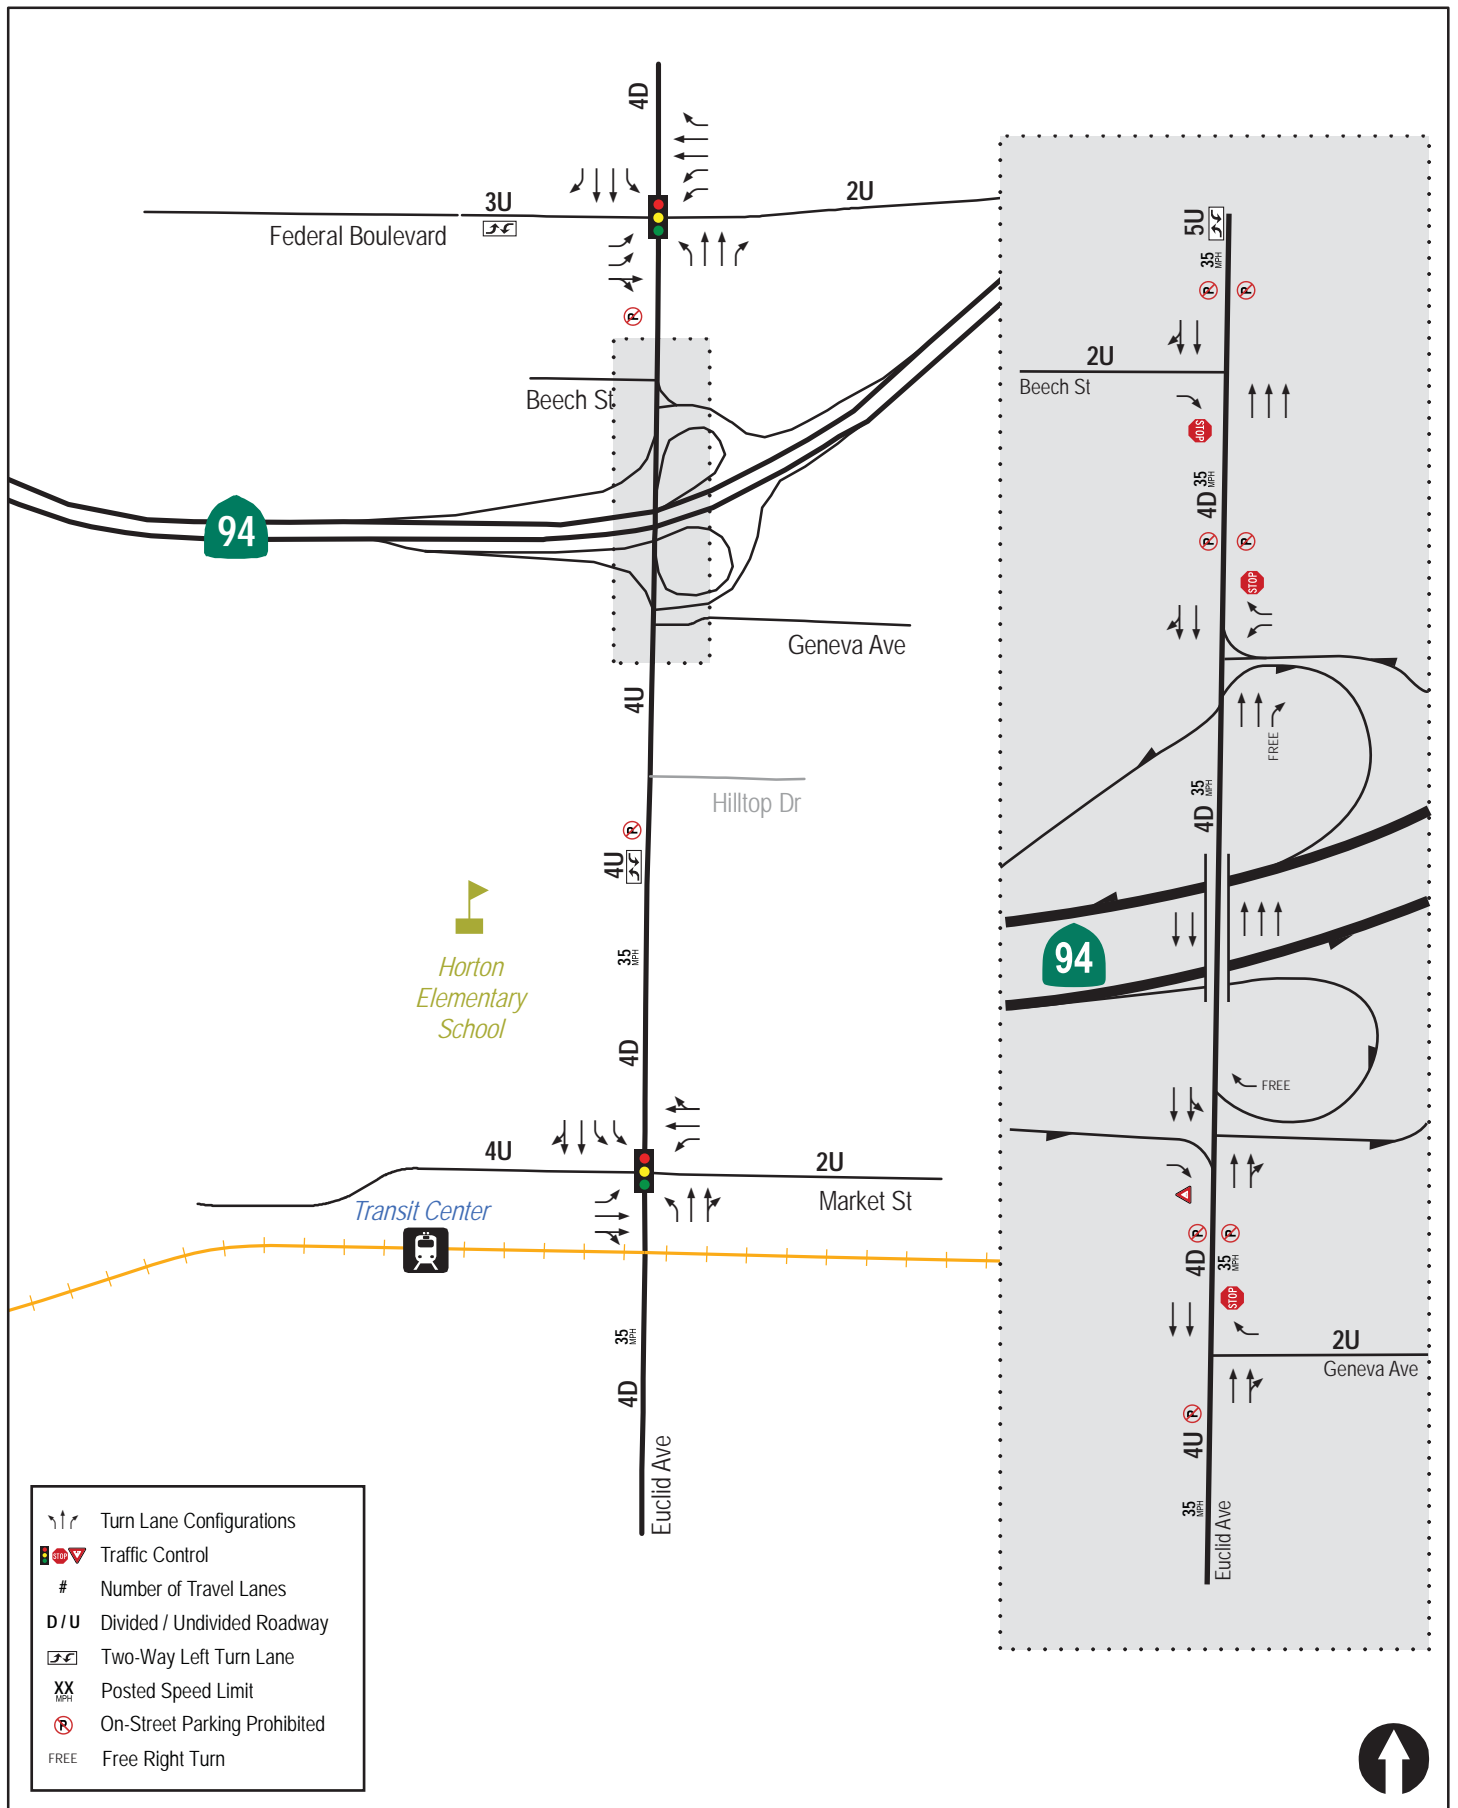 4D
3U
2U
Federal Boulevard
Beech St
94
Geneva Ave
4U
Hilltop Dr
4U
35
MPH
Horton
Elementary
School
4D
4U
2U
Market St
Transit Center
35
MPH
4D
Euclid Ave
5U
35
MPH
P
P
2U
Beech St
STOP
35
MPH
4D
P
P
STOP
FREE
35
MPH
4D
94
FREE
P
P
4D
35
MPH
STOP
2U
Geneva Ave
P
4U
35
MPH
Euclid Ave
P
P
Turn Lane Configurations
STOP
Traffic Control
# Number of Travel Lanes
D / U Divided / Undivided Roadway
Two-Way Left Turn Lane
XX
MPH
Posted Speed Limit
P On-Street Parking Prohibited
FREE Free Right Turn